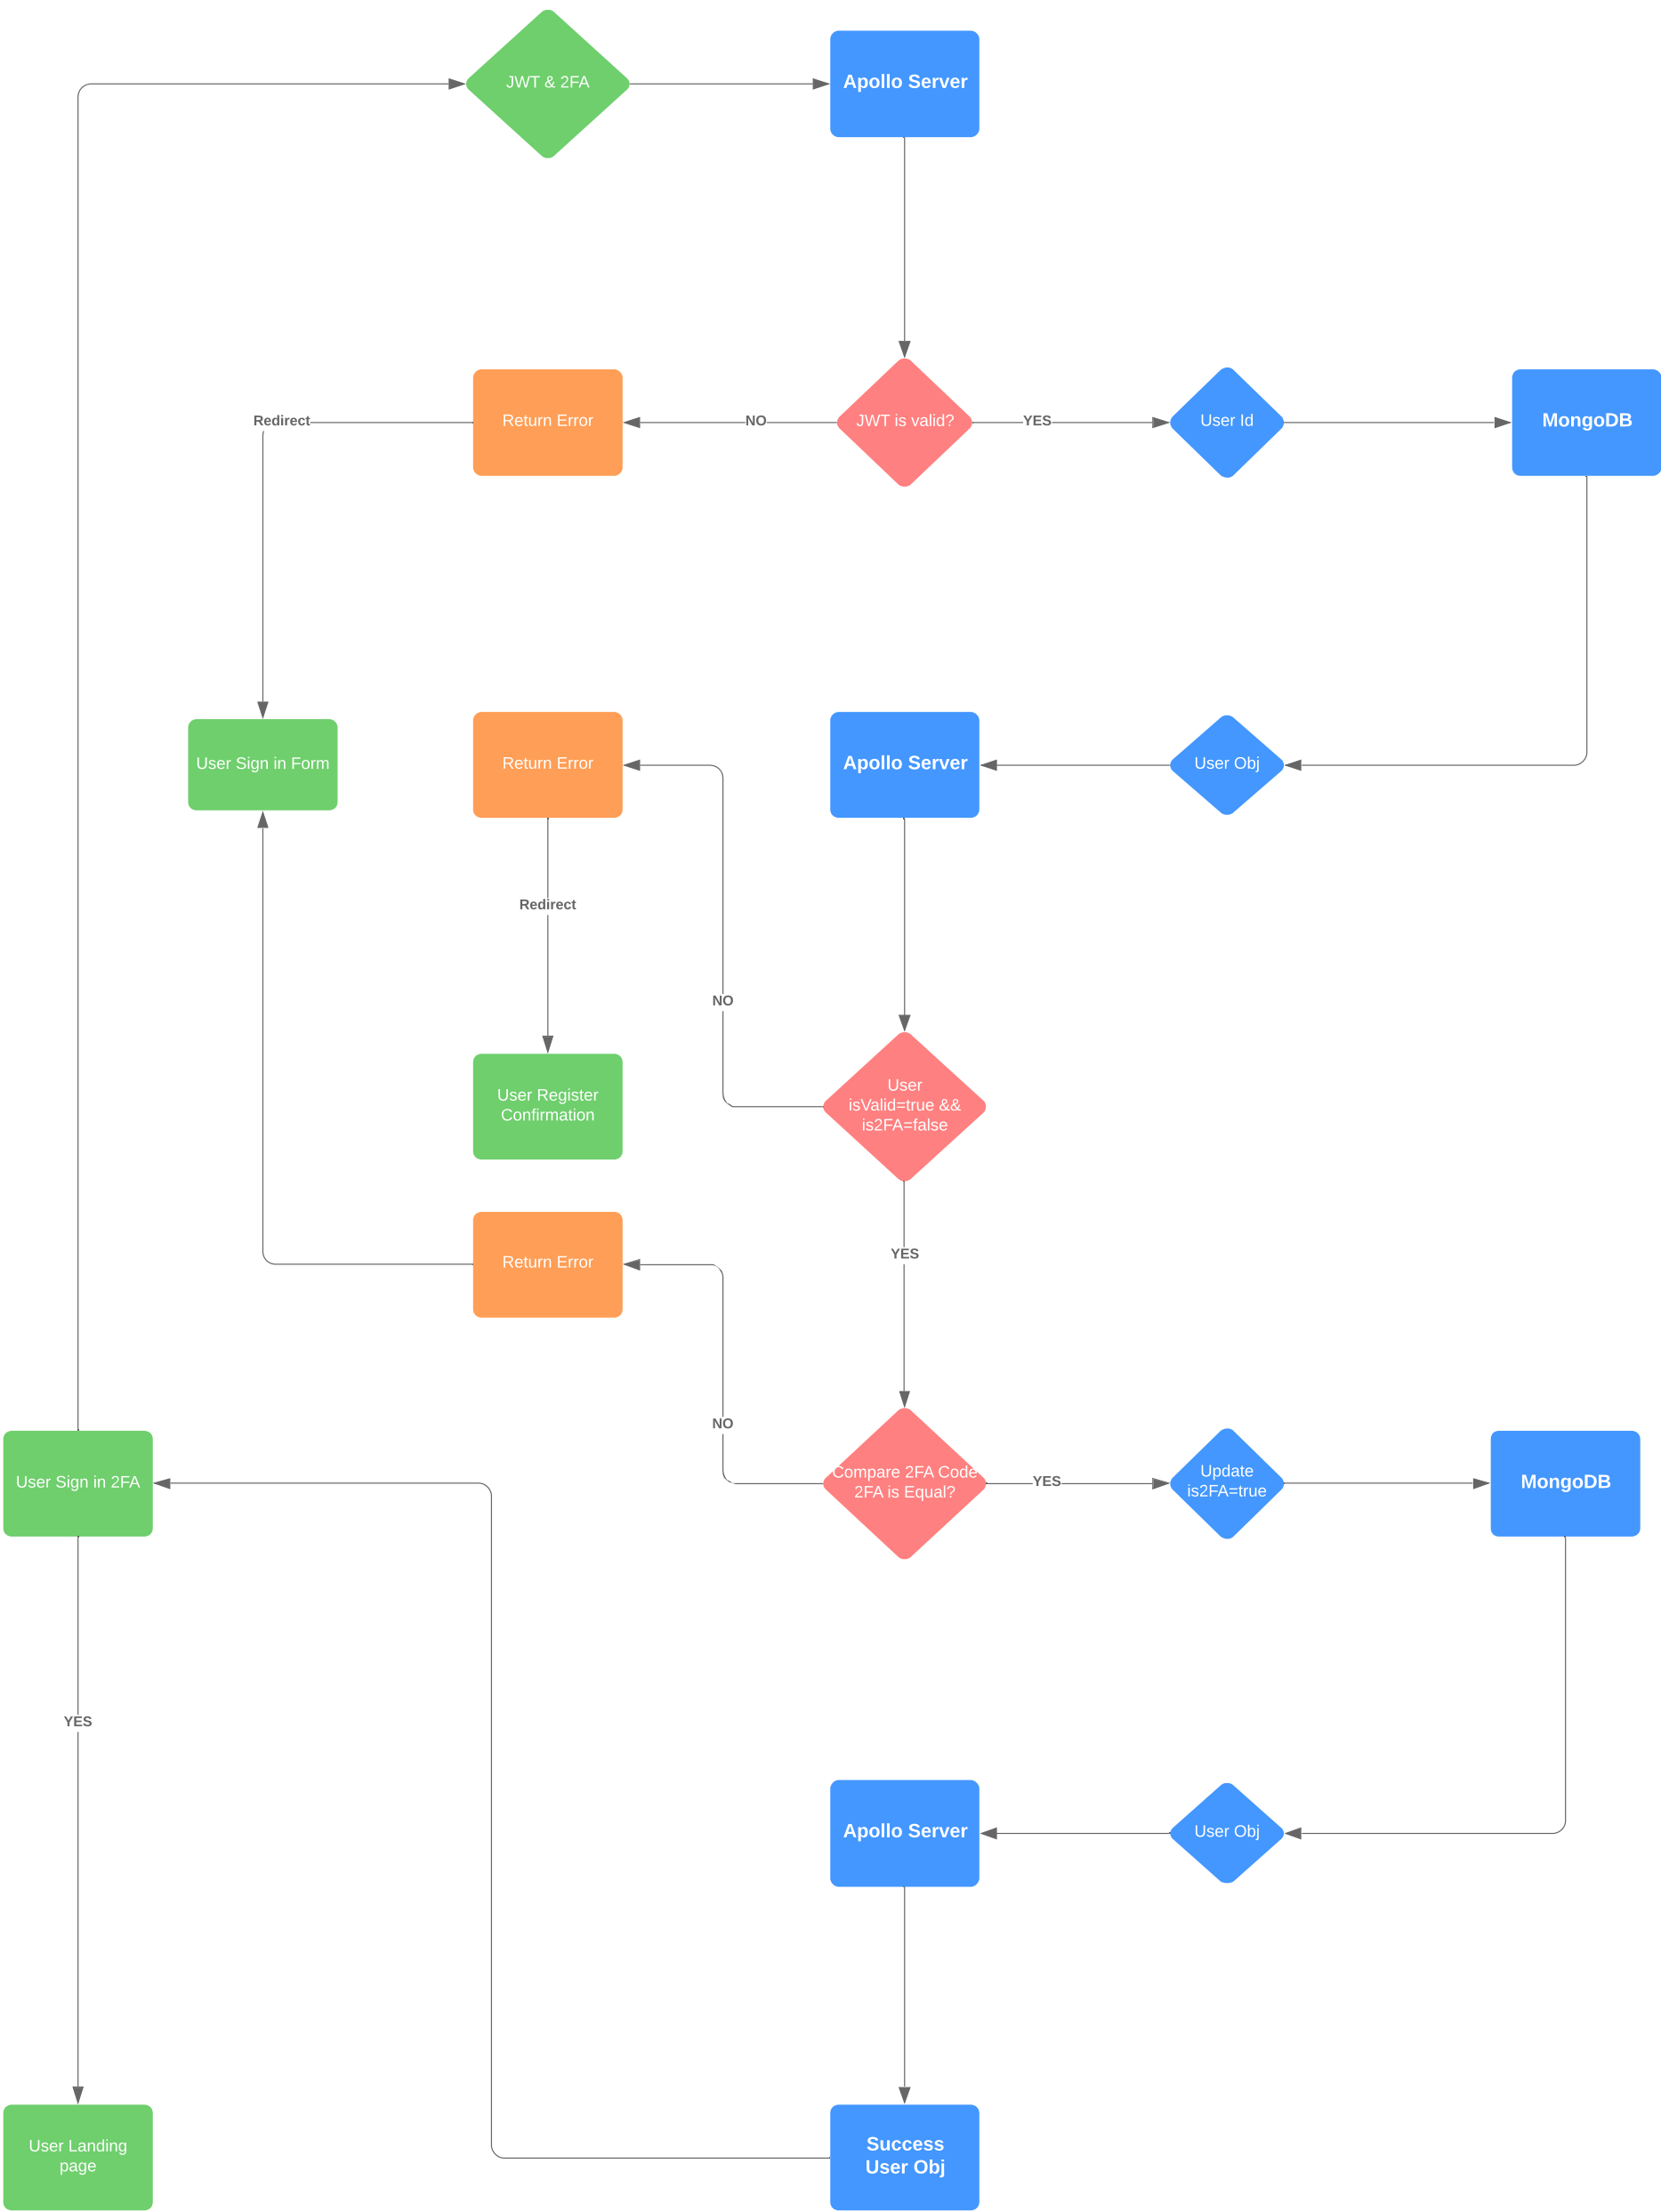 JWT & 2FA
Apollo Server
Redirect
Return Error
NO
JWT is valid?
YES
User Id
MongoDB
User Sign in Form
Return Error
Apollo Server
User Obj
Redirect
NO
User Register
Confirmation
User
isValid=true &&
is2FA=false
Return Error
YES
NO
User Sign in 2FA
Compare 2FA Code
2FA is Equal?
YES
Update
is2FA=true
MongoDB
YES
Apollo Server
User Obj
User Landing
page
Success
User Obj